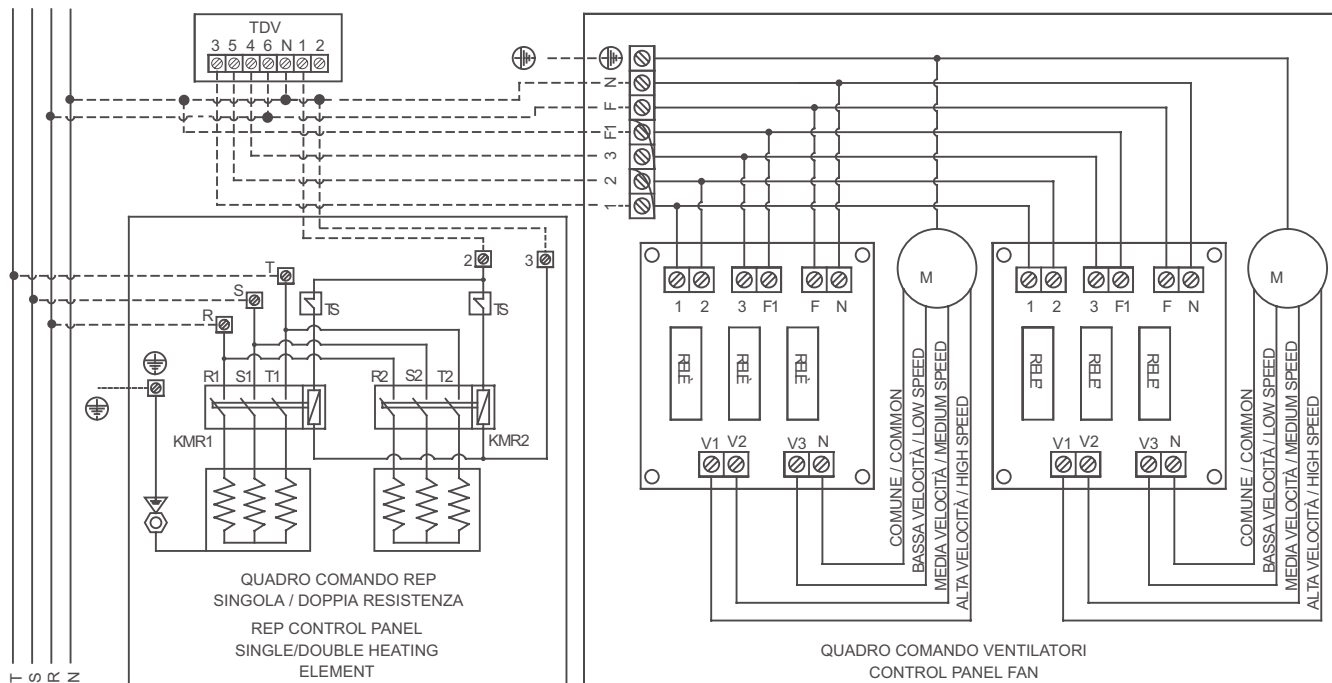 TDV
3 5 4 6 N 1 2
N
F
F1
3
2
1
2
3
T
S
R
TS
TS
R1 S1 T1
R2 S2 T2
KMR1
KMR2
QUADRO COMANDO REP
SINGOLA / DOPPIA RESISTENZA
REP CONTROL PANEL
SINGLE/DOUBLE HEATING
ELEMENT
T
S
R
N
1 2 3 F1 F N
RELÈ
RELÈ
RELÈ
V1 V2 V3 N
M
COMUNE / COMMON
BASSA VELOCITÀ / LOW SPEED
MEDIA VELOCITÀ / MEDIUM SPEED
ALTA VELOCITÀ / HIGH SPEED
1 2 3 F1 F N
RELE'
RELE'
RELE'
V1 V2 V3 N
M
COMUNE / COMMON
BASSA VELOCITÀ / LOW SPEED
MEDIA VELOCITÀ / MEDIUM SPEED
ALTA VELOCITÀ / HIGH SPEED
QUADRO COMANDO VENTILATORI
CONTROL PANEL FAN